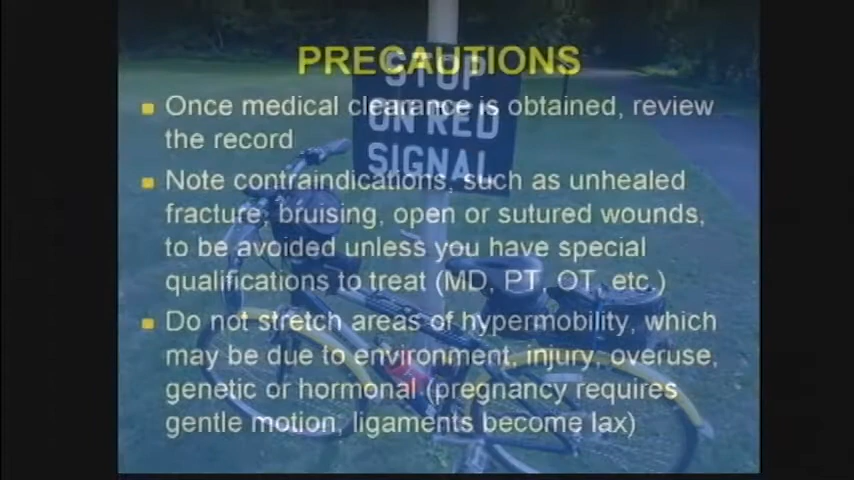 PRECAUTIONS
STOP
ON RED
SIGNAL
Once medical clearance is obtained, review
the record
Note contraindications, such as unhealed
fracture, bruising, open or sutured wounds,
to be avoided unless you have special
qualifications to treat (MD, PT, OT, etc.)
Do not stretch areas of hypermobility, which
may be due to environment, injury, overuse,
genetic or hormonal (pregnancy requires
gentle motion, ligaments become lax)